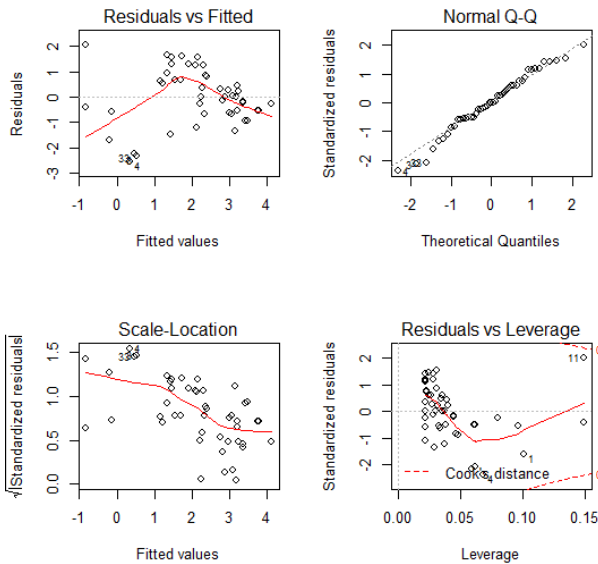 Residuals vs Fitted
Residuals
2
1
0
-1
-2
-3
33
4
-1 0 1 2 3 4
Fitted values
Normal Q-Q
Standardized residuals
2
1
0
-1
-2
4
-2 -1 0 1 2
Theoretical Quantiles
Scale-Location
√|Standardized residuals|
1.5
1.0
0.5
0.0
33
4
-1 0 1 2 3 4
Fitted values
Residuals vs Leverage
Standardized residuals
2
1
0
-1
-2
11
1
4
Cook's distance
0.00 0.05 0.10 0.15
Leverage